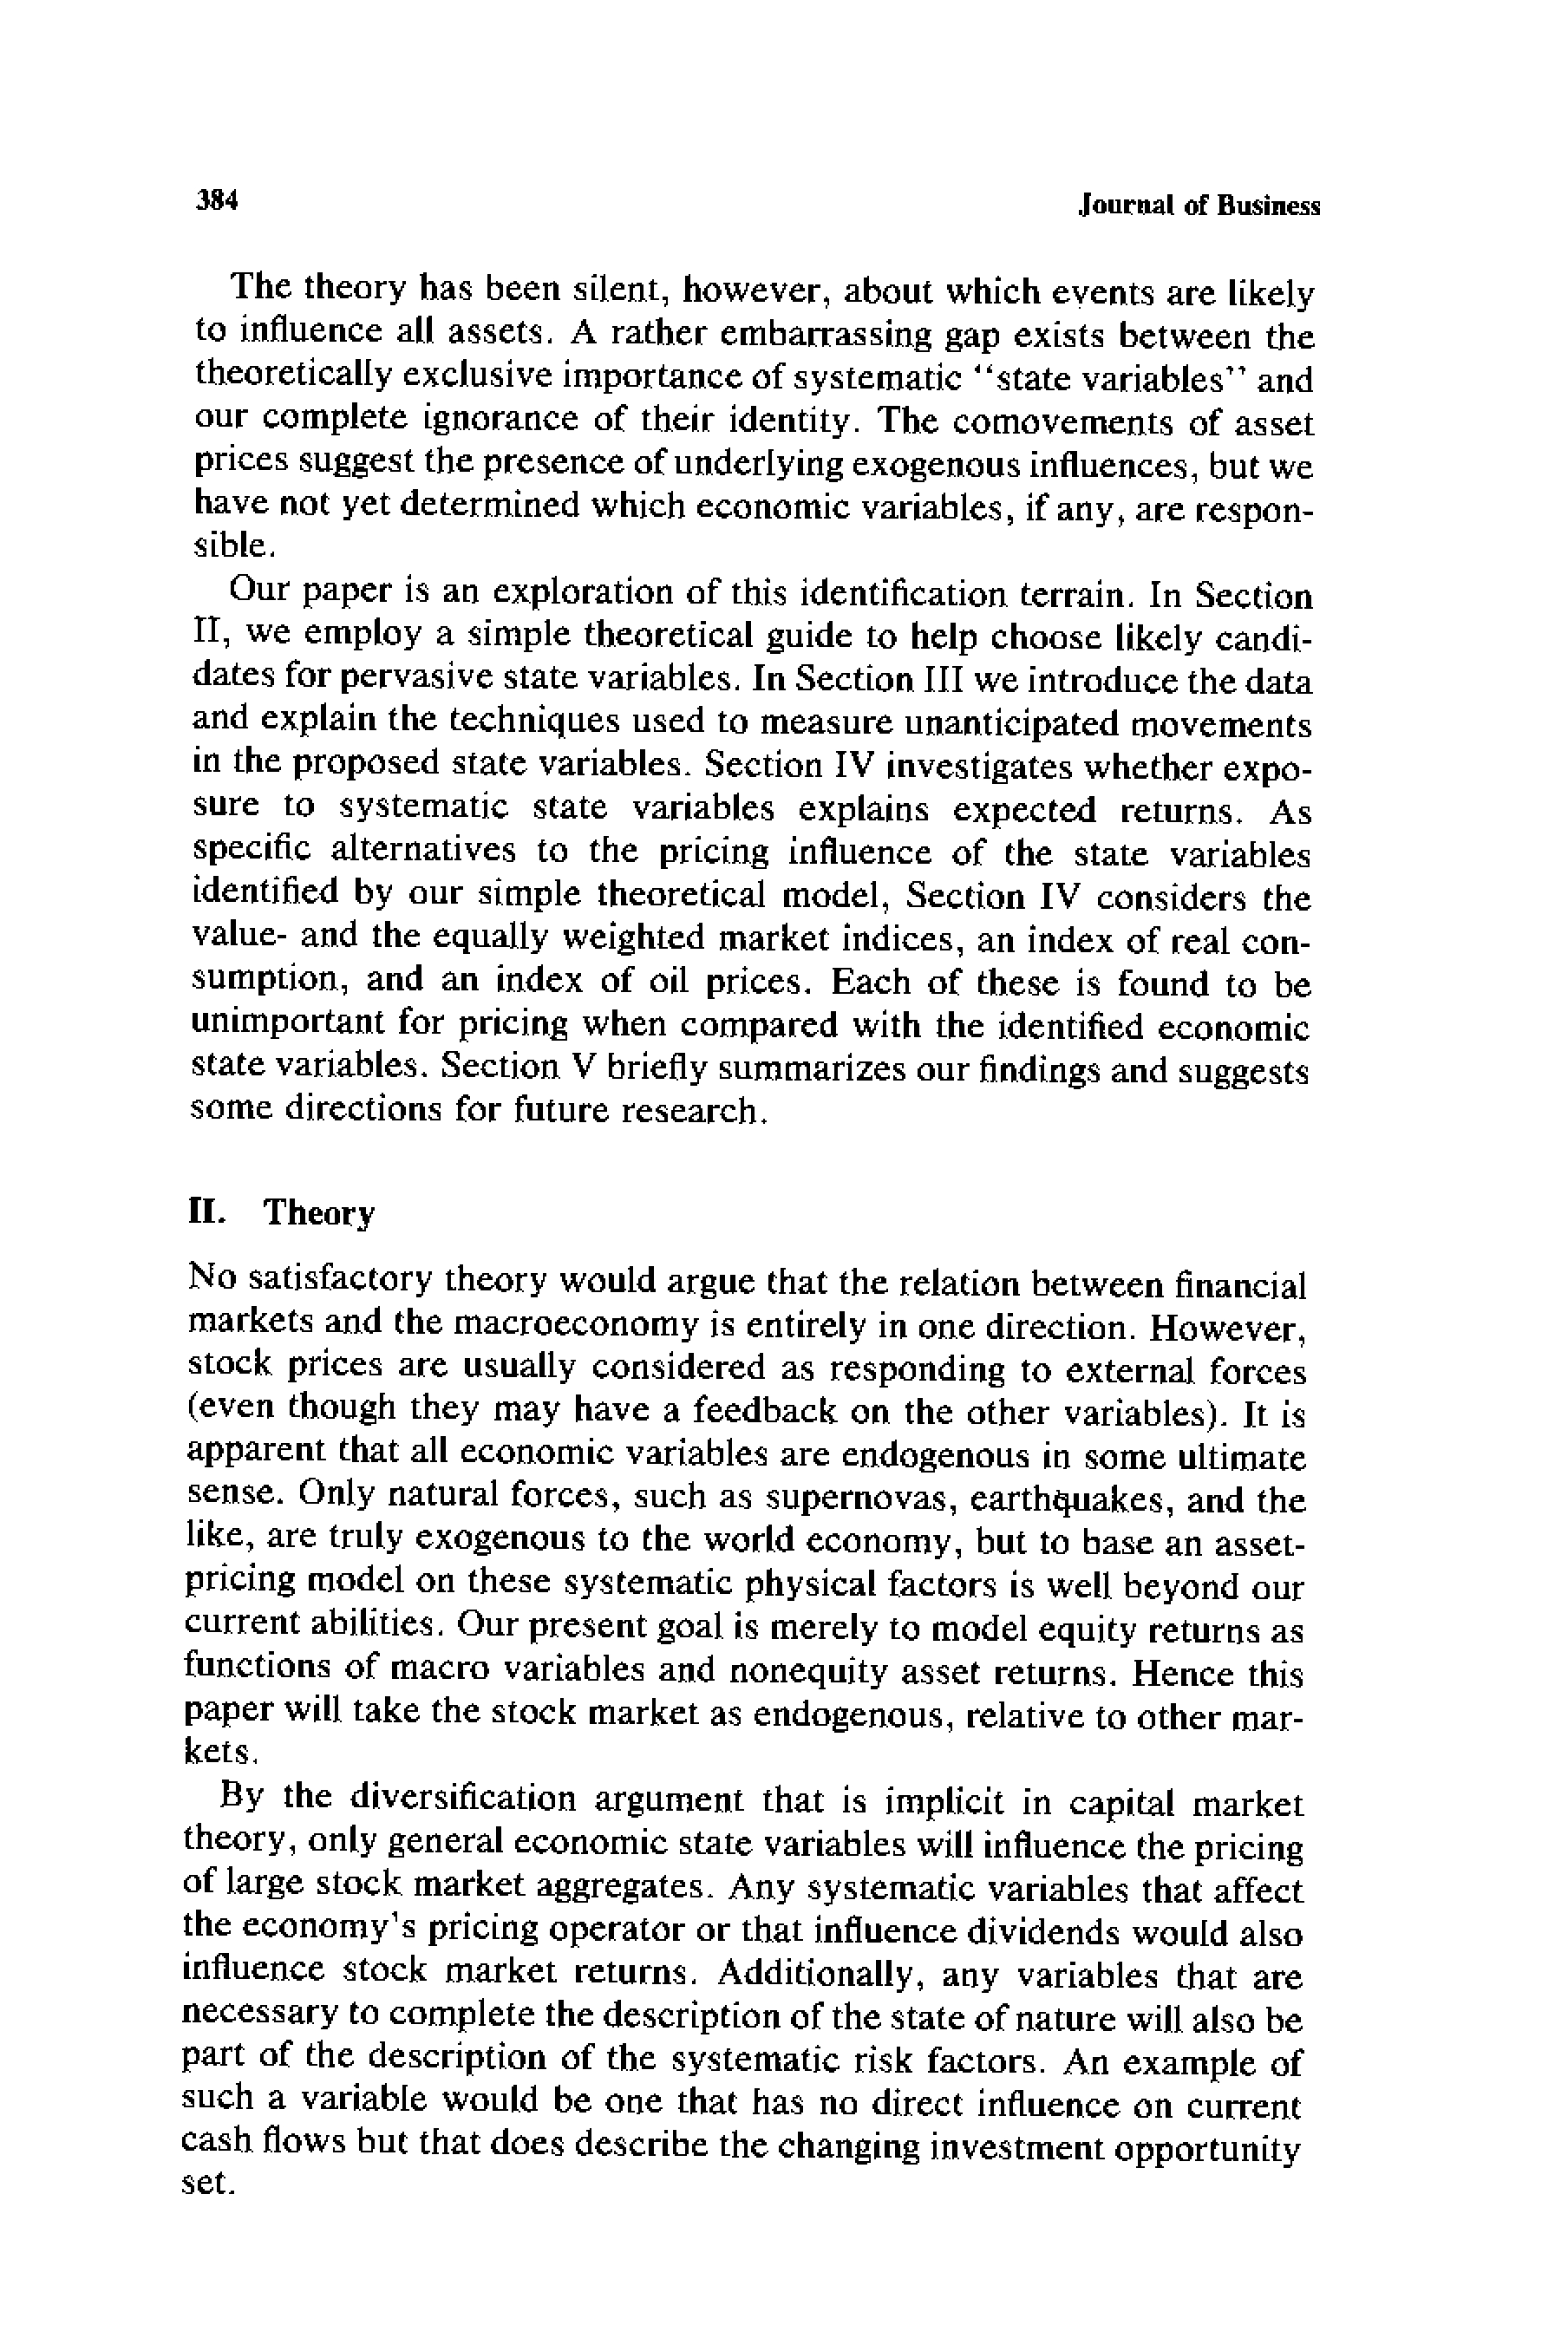 384
Journal of Business
The theory has been silent, however, about which events are likely
to influence all assets. A rather embarrassing gap exists between the
theoretically exclusive importance of systematic “state variables” and
our complete ignorance of their identity. The comovements of asset
prices suggest the presence of underlying exogenous influences, but we
have not yet determined which economic variables, if any, are respon-
sible.
Our paper is an exploration of this identification terrain. In Section
II, we employ a simple theoretical guide to help choose likely candi-
dates for pervasive state variables. In Section III we introduce the data
and explain the techniques used to measure unanticipated movements
in the proposed state variables. Section IV investigates whether expo-
sure to systematic state variables explains expected returns. As
specific alternatives to the pricing influence of the state variables
identified by our simple theoretical model, Section IV considers the
value- and the equally weighted market indices, an index of real con-
sumption, and an index of oil prices. Each of these is found to be
unimportant for pricing when compared with the identified economic
state variables. Section V briefly summarizes our findings and suggests
some directions for future research.
II. Theory
No satisfactory theory would argue that the relation between financial
markets and the macroeconomy is entirely in one direction. However,
stock prices are usually considered as responding to external forces
(even though they may have a feedback on the other variables). It is
apparent that all economic variables are endogenous in some ultimate
sense. Only natural forces, such as supernovas, earthquakes, and the
like, are truly exogenous to the world economy, but to base an asset-
pricing model on these systematic physical factors is well beyond our
current abilities. Our present goal is merely to model equity returns as
functions of macro variables and nonequity asset returns. Hence this
paper will take the stock market as endogenous, relative to other mar-
kets.
By the diversification argument that is implicit in capital market
theory, only general economic state variables will influence the pricing
of large stock market aggregates. Any systematic variables that affect
the economy's pricing operator or that influence dividends would also
influence stock market returns. Additionally, any variables that are
necessary to complete the description of the state of nature will also be
part of the description of the systematic risk factors. An example of
such a variable would be one that has no direct influence on current
cash flows but that does describe the changing investment opportunity
set.